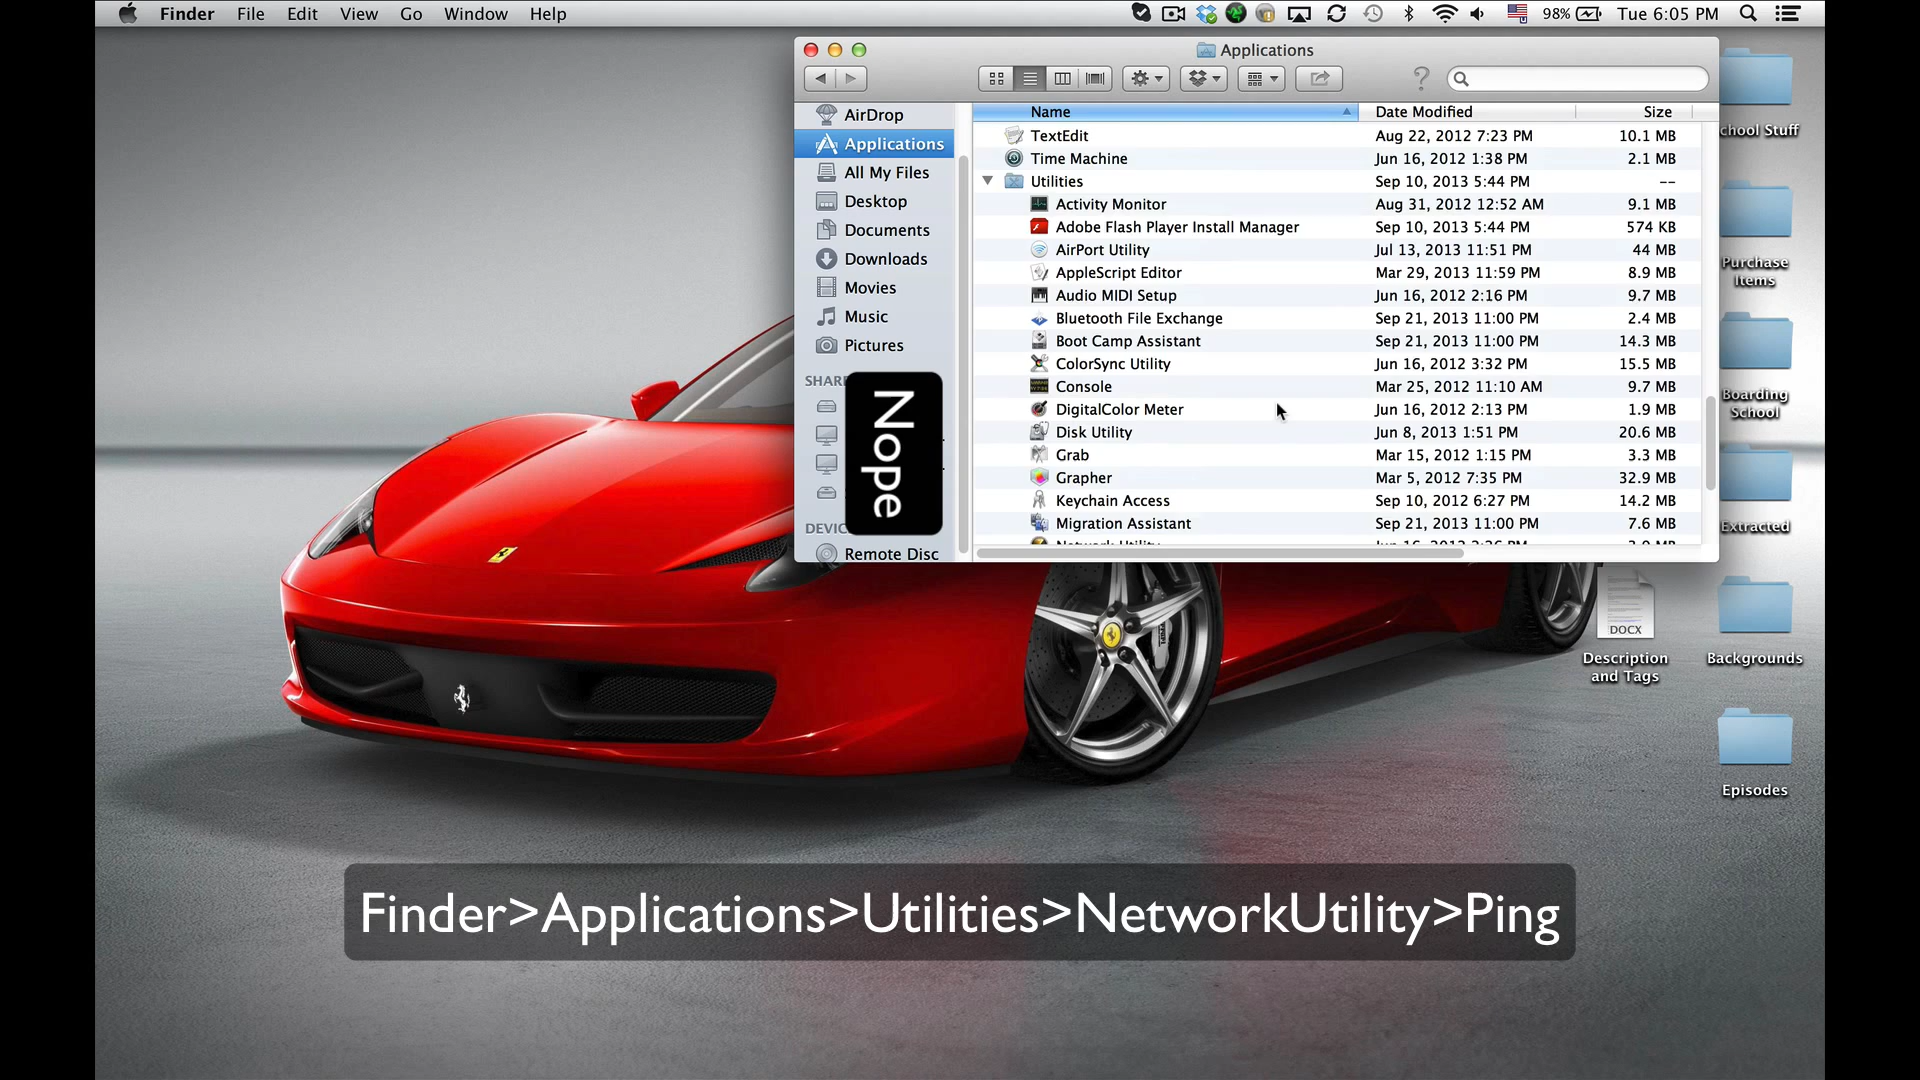 Finder File Edit View Go Window Help 98% Tue 6:05 PM
Applications
Name Date Modified Size
AirDrop
Applications
All My Files
Desktop
Documents
Downloads
Movies
Music
Pictures
SHAR
Nope
DEVIC
Remote Disc
TextEdit Aug 22, 2012 7:23 PM 10.1 MB
Time Machine Jun 16, 2012 1:38 PM 2.1 MB
Utilities Sep 10, 2013 5:44 PM --
Activity Monitor Aug 31, 2012 12:52 AM 9.1 MB
Adobe Flash Player Install Manager Sep 10, 2013 5:44 PM 574 KB
AirPort Utility Jul 13, 2013 11:51 PM 44 MB
AppleScript Editor Mar 29, 2013 11:59 PM 8.9 MB
Audio MIDI Setup Jun 16, 2012 2:16 PM 9.7 MB
Bluetooth File Exchange Sep 21, 2013 11:00 PM 2.4 MB
Boot Camp Assistant Sep 21, 2013 11:00 PM 14.3 MB
ColorSync Utility Jun 16, 2012 3:32 PM 15.5 MB
Console Mar 25, 2012 11:10 AM 9.7 MB
DigitalColor Meter Jun 16, 2012 2:13 PM 1.9 MB
Disk Utility Jun 8, 2013 1:51 PM 20.6 MB
Grab Mar 15, 2012 1:15 PM 3.3 MB
Grapher Mar 5, 2012 7:35 PM 32.9 MB
Keychain Access Sep 10, 2012 6:27 PM 14.2 MB
Migration Assistant Sep 21, 2013 11:00 PM 7.6 MB
Network Utility
chool Stuff
Purchase
Items
Boarding
School
Extracted
DOCX
Description
and Tags
Backgrounds
Episodes
Finder>Applications>Utilities>NetworkUtility>Ping